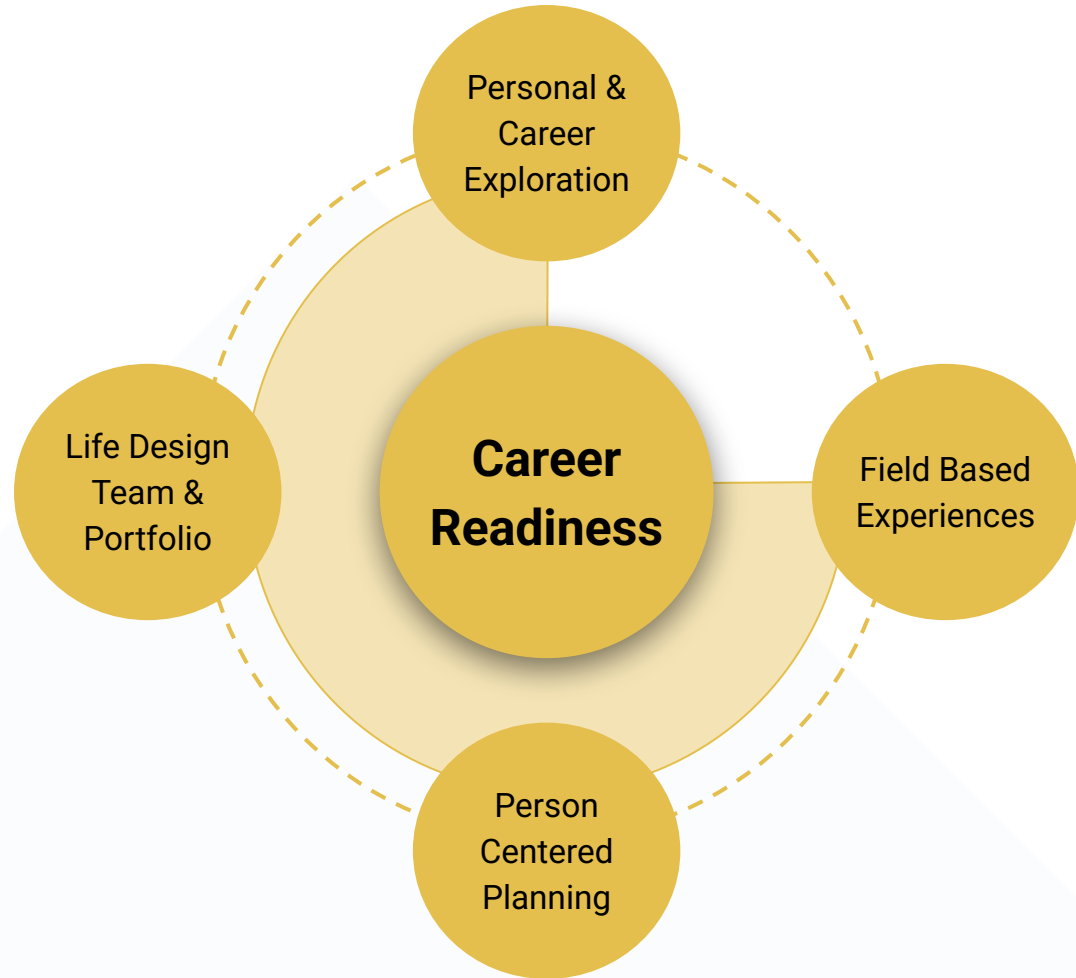 Personal &
Career
Exploration
Life Design
Team &
Portfolio
Career
Readiness
Field Based
Experiences
Person
Centered
Planning